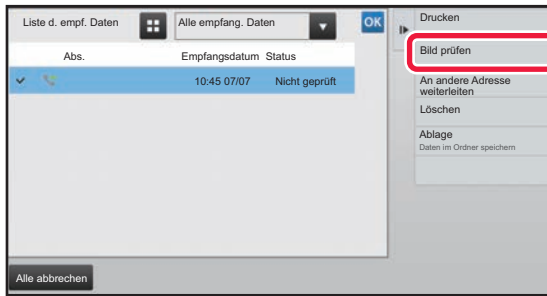 Liste d. empf. Daten
Alle empfang. Daten
OK
Abs.
Empfangsdatum
Status
10:45 07/07
Nicht geprüft
Alle abbrechen
Drucken
Bild prüfen
An andere Adresse
weiterleiten
Löschen
Ablage
Daten im Ordner speichern